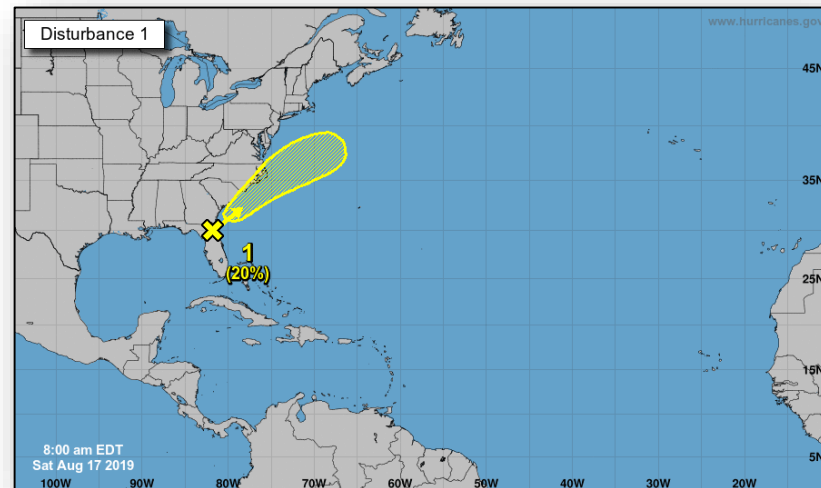 Disturbance 1
www.hurricanes.gov
45N
35N
1
(20%)
25N
15N
8:00 am EDT
Sat Aug 17 2019
5N
100W 90W 80W 70W 60W 50W 40W 30W 20W 10W